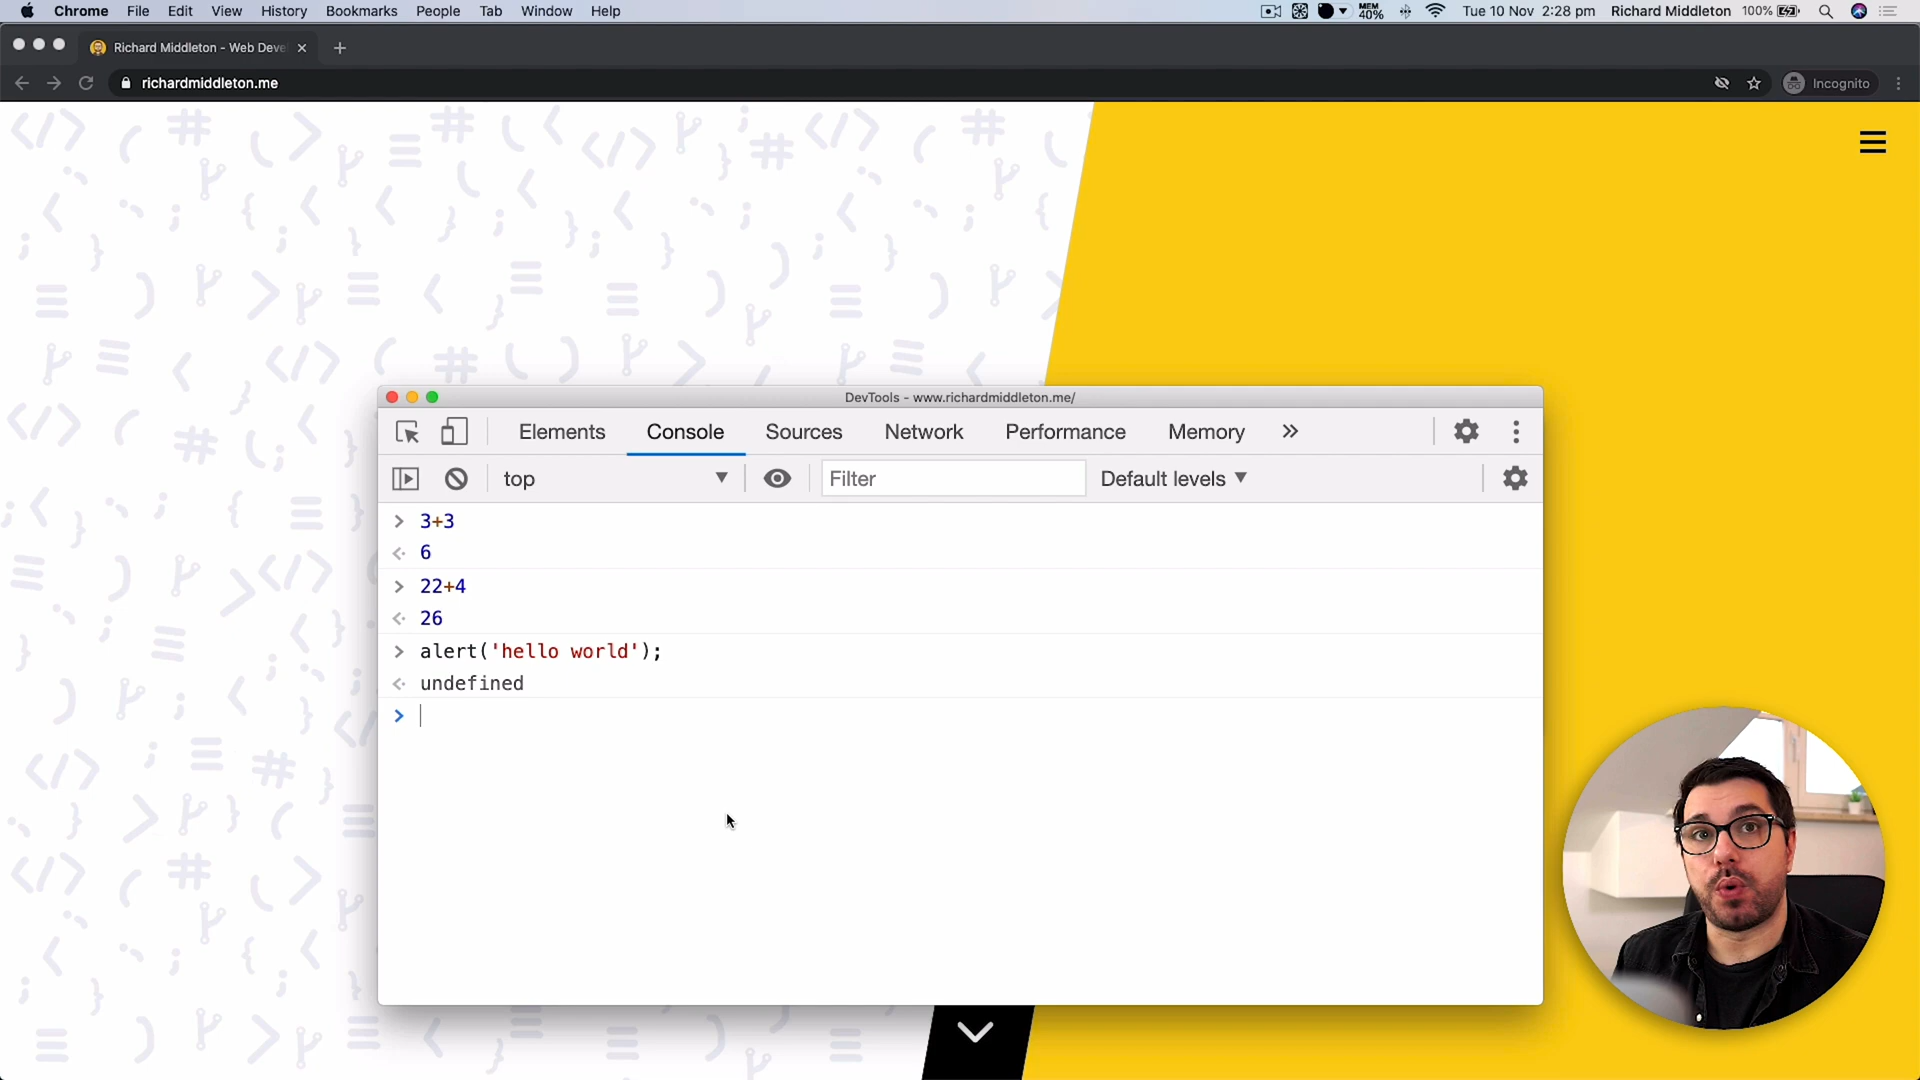 Chrome File Edit View History Bookmarks People Tab Window Help
MEM 40% Tue 10 Nov 2:28 pm Richard Middleton 100%
Richard Middleton - Web Deve
richardmiddleton.me
Incognito
DevTools - www.richardmiddleton.me/
Elements Console Sources Network Performance Memory
top Filter Default levels
> 3+3
6
> 22+4
26
> alert('hello world');
undefined
>